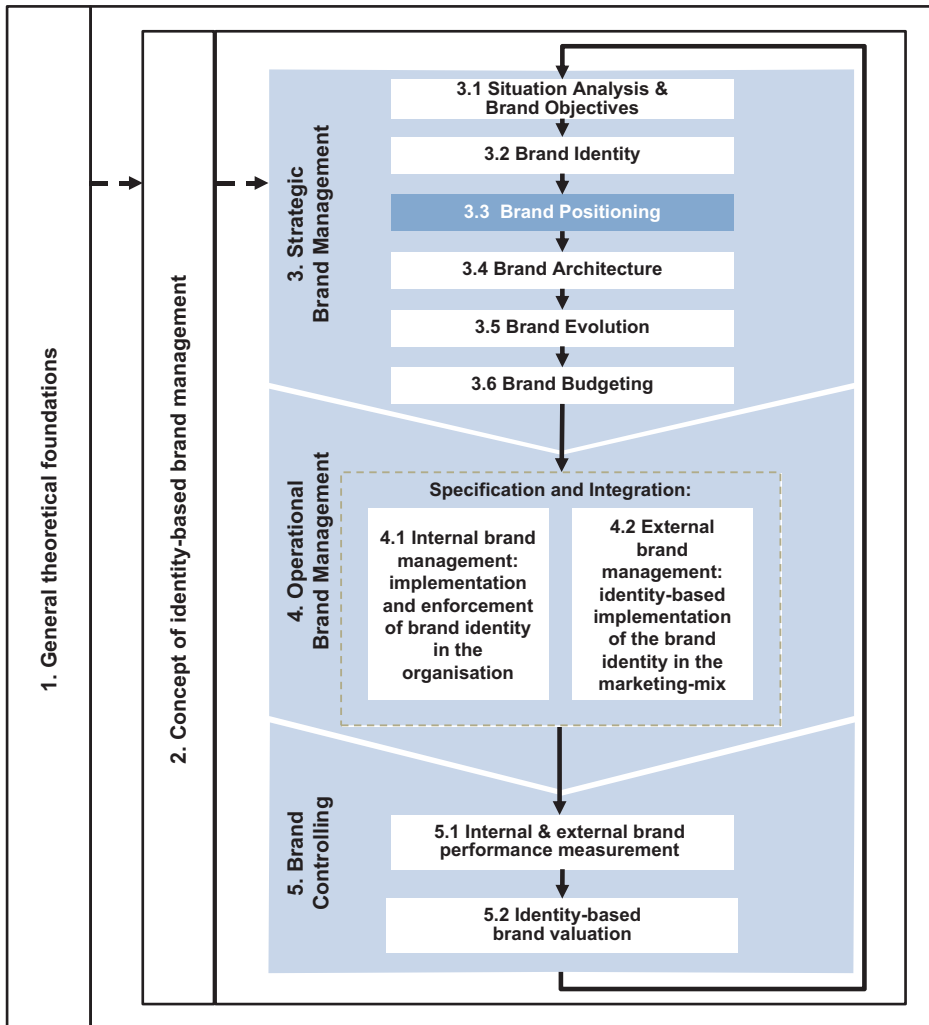 1. General theoretical foundations
2. Concept of identity-based brand management
3. Strategic
Brand Management
3.1 Situation Analysis &
Brand Objectives
3.2 Brand Identity
3.3 Brand Positioning
3.4 Brand Architecture
3.5 Brand Evolution
3.6 Brand Budgeting
4. Operational
Brand Management
Specification and Integration:
4.1 Internal brand
management:
implementation
and enforcement
of brand identity
in the
organisation
4.2 External
brand
management:
identity-based
implementation
of the brand
identity in the
marketing-mix
5. Brand
Controlling
5.1 Internal & external brand
performance measurement
5.2 Identity-based
brand valuation